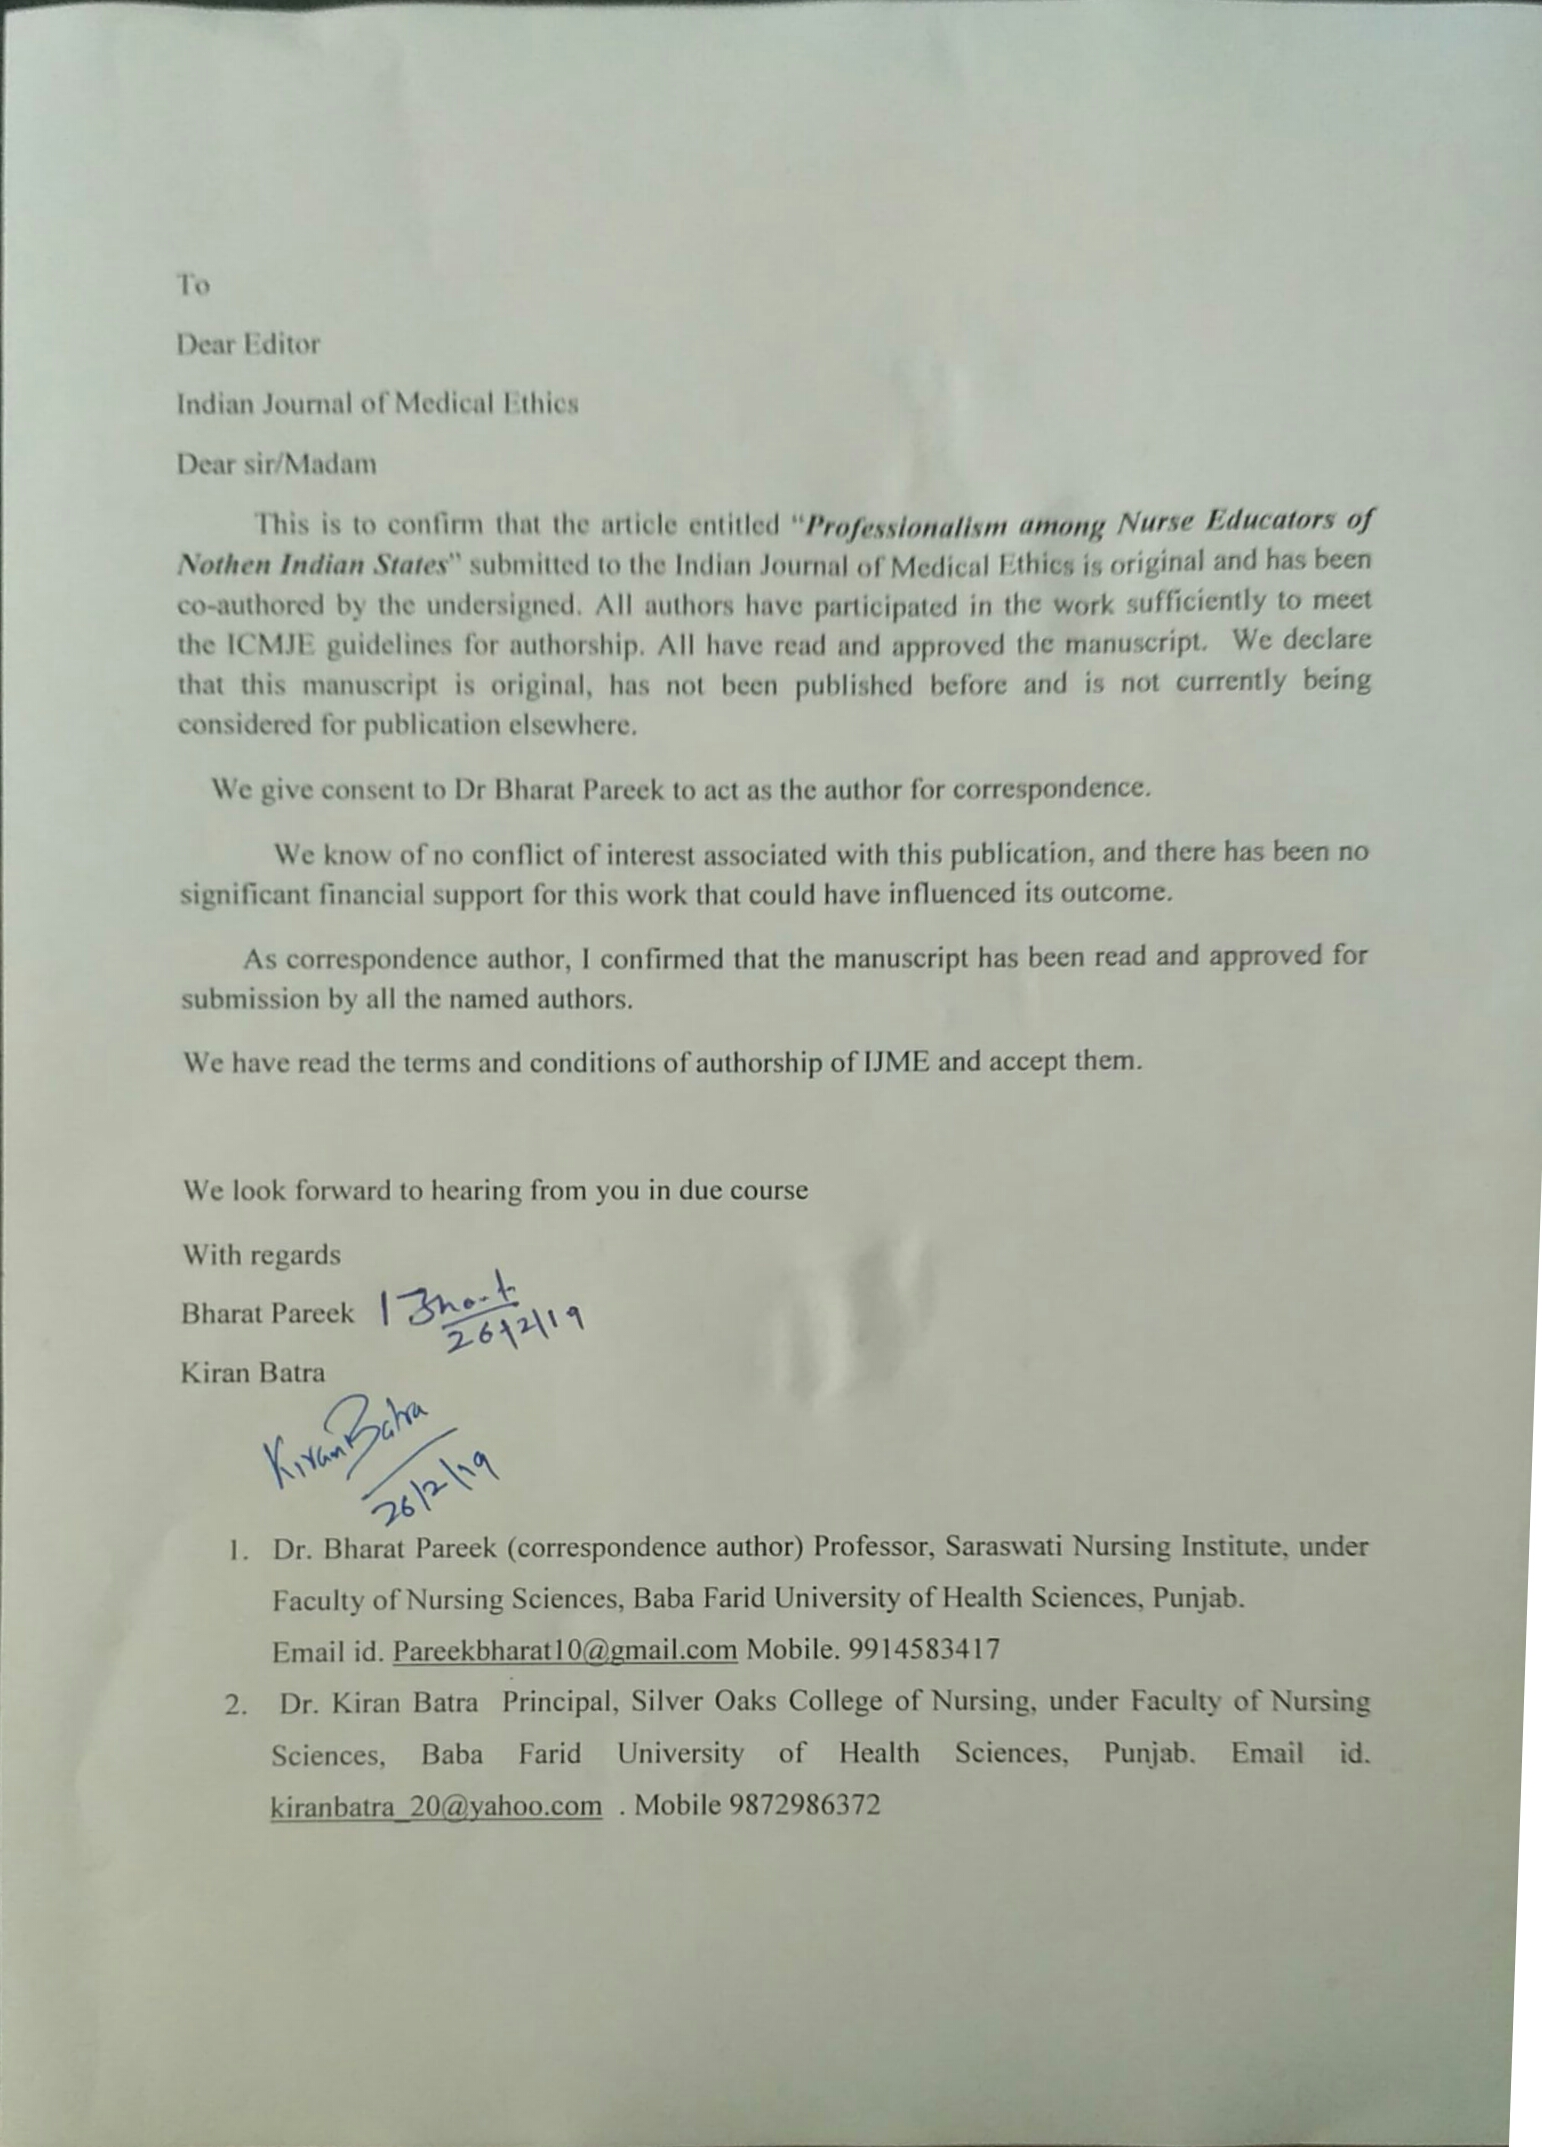 To
Dear Editor
Indian Journal of Medical Ethics
Dear sir/Madam
This is to confirm that the article entitled “Professionalism among Nurse Educators of
Nothen Indian States” submitted to the Indian Journal of Medical Ethics is original and has been
co-authored by the undersigned. All authors have participated in the work sufficiently to meet
the ICMJE guidelines for authorship. All have read and approved the manuscript. We declare
that this manuscript is original, has not been published before and is not currently being
considered for publication elsewhere.
We give consent to Dr Bharat Pareek to act as the author for correspondence.
We know of no conflict of interest associated with this publication, and there has been no
significant financial support for this work that could have influenced its outcome.
As correspondence author, I confirmed that the manuscript has been read and approved for
submission by all the named authors.
We have read the terms and conditions of authorship of IJME and accept them.
We look forward to hearing from you in due course
With regards
Bharat Pareek
26/2/19
Kiran Batra
Kiran Batra
26/2/19
1. Dr. Bharat Pareek (correspondence author) Professor, Saraswati Nursing Institute, under
Faculty of Nursing Sciences, Baba Farid University of Health Sciences, Punjab.
Email id. Pareekbharat10@gmail.com Mobile. 9914583417
2. Dr. Kiran Batra Principal, Silver Oaks College of Nursing, under Faculty of Nursing
Sciences, Baba Farid University of Health Sciences, Punjab. Email id.
kiranbatra_20@yahoo.com . Mobile 9872986372